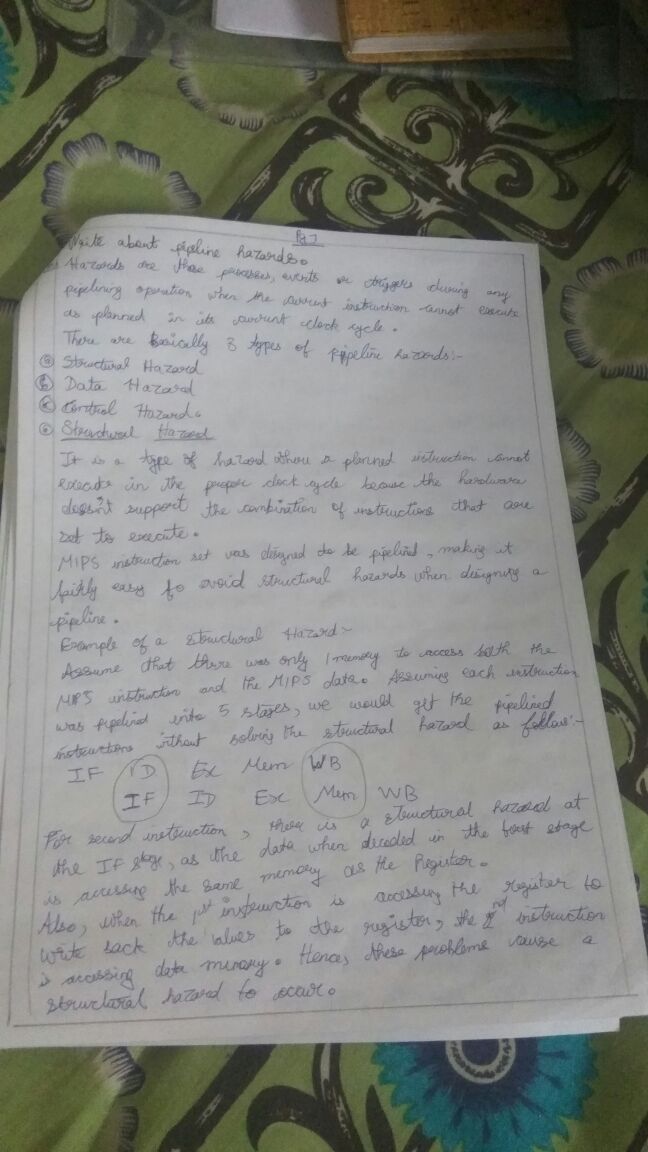 Pg 7
Write about pipeline hazards.
Hazards are those processes, events or triggers during any
pipelining operation when the current instruction cannot execute
as planned in its current clock cycle.
There are basically 3 types of pipeline hazards:-
a Structural Hazard
b Data Hazard
c Control Hazard.
a Structural Hazard
It is a type of hazard where a planned instruction cannot
execute in the proper clock cycle because the hardware
doesn't support the combination of instructions that are
set to execute.
MIPS instruction set was designed to be pipelined, making it
fairly easy to avoid structural hazards when designing a
pipeline.
Example of a structural Hazard:-
Assume that there was only 1 memory to access both the
MIPS instruction and the MIPS data. Assuming each instruction
was pipelined into 5 stages, we would get the pipelined
instructions without solving the structural hazard as follow:-
IF ID Ex Mem WB
IF ID Ex Mem WB
For second instruction, there is a structural hazard at
the IF stage, as the data when decoded in the first stage
is accessing the same memory as the Register.
Also, when the 1st instruction is accessing the register to
write back the values to the register, the 2nd instruction
is accessing data memory. Hence, these problems cause a
structural hazard to occur.